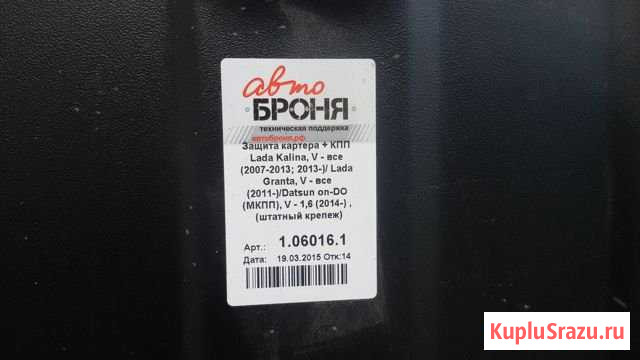 авто
БРОНЯ
техническая поддержка
автоброня.рф
Защита картера + КПП
Lada Kalina, V - все
(2007-2013; 2013-)/ Lada
Granta, V - все
(2011-)/Datsun on-DO
(МКПП), V - 1,6 (2014-) ,
(штатный крепеж)
Арт.: 1.06016.1
Дата: 19.03.2015 Отк:14
KupluSrazu.ru